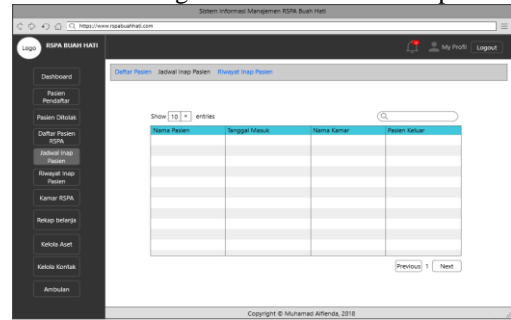 Sistem Informasi Manajemen RSPA Buah Hati
https://www.rspabuahhati.com
Logo RSPA BUAH HATI My Profil Logout
Dashboard
Pasien
Pendaftar
Pasien Ditolak
Daftar Pasien
RSPA
Jadwal Inap
Pasien
Riwayat Inap
Pasien
Kamar RSPA
Rekap belanja
Kelola Aset
Kelola Kontak
Ambulan
Daftar Pasien Jadwal Inap Pasien Riwayat Inap Pasien
Show 10 entries
Nama Pasien Tanggal Masuk Nama Kamar Pasien Keluar
Previous 1 Next
Copyright © Muhamad Alfienda, 2018